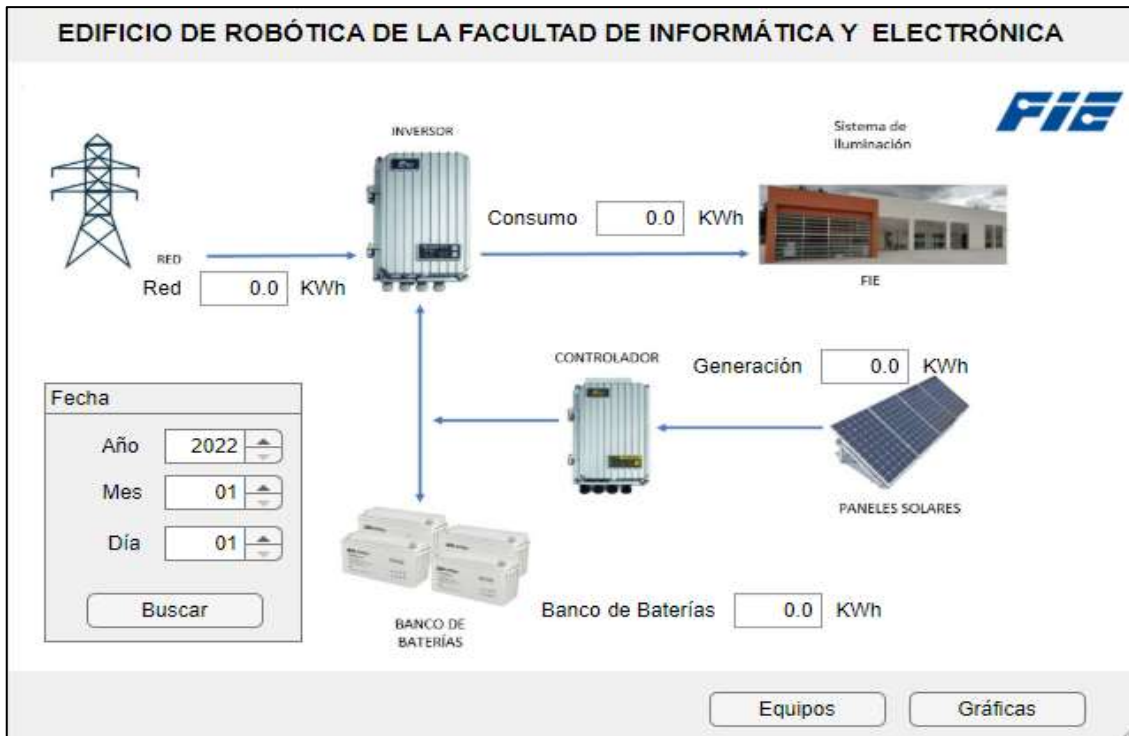 EDIFICIO DE ROBÓTICA DE LA FACULTAD DE INFORMÁTICA Y ELECTRÓNICA
FIE
INVERSOR
Sistema de
iluminación
Consumo 0.0 KWh
RED
FIE
Red 0.0 KWh
CONTROLADOR
Generación 0.0 KWh
Fecha
Año 2022
Mes 01
Día 01
Buscar
PANELES SOLARES
Banco de Baterías 0.0 KWh
BANCO DE
BATERÍAS
Equipos
Gráficas